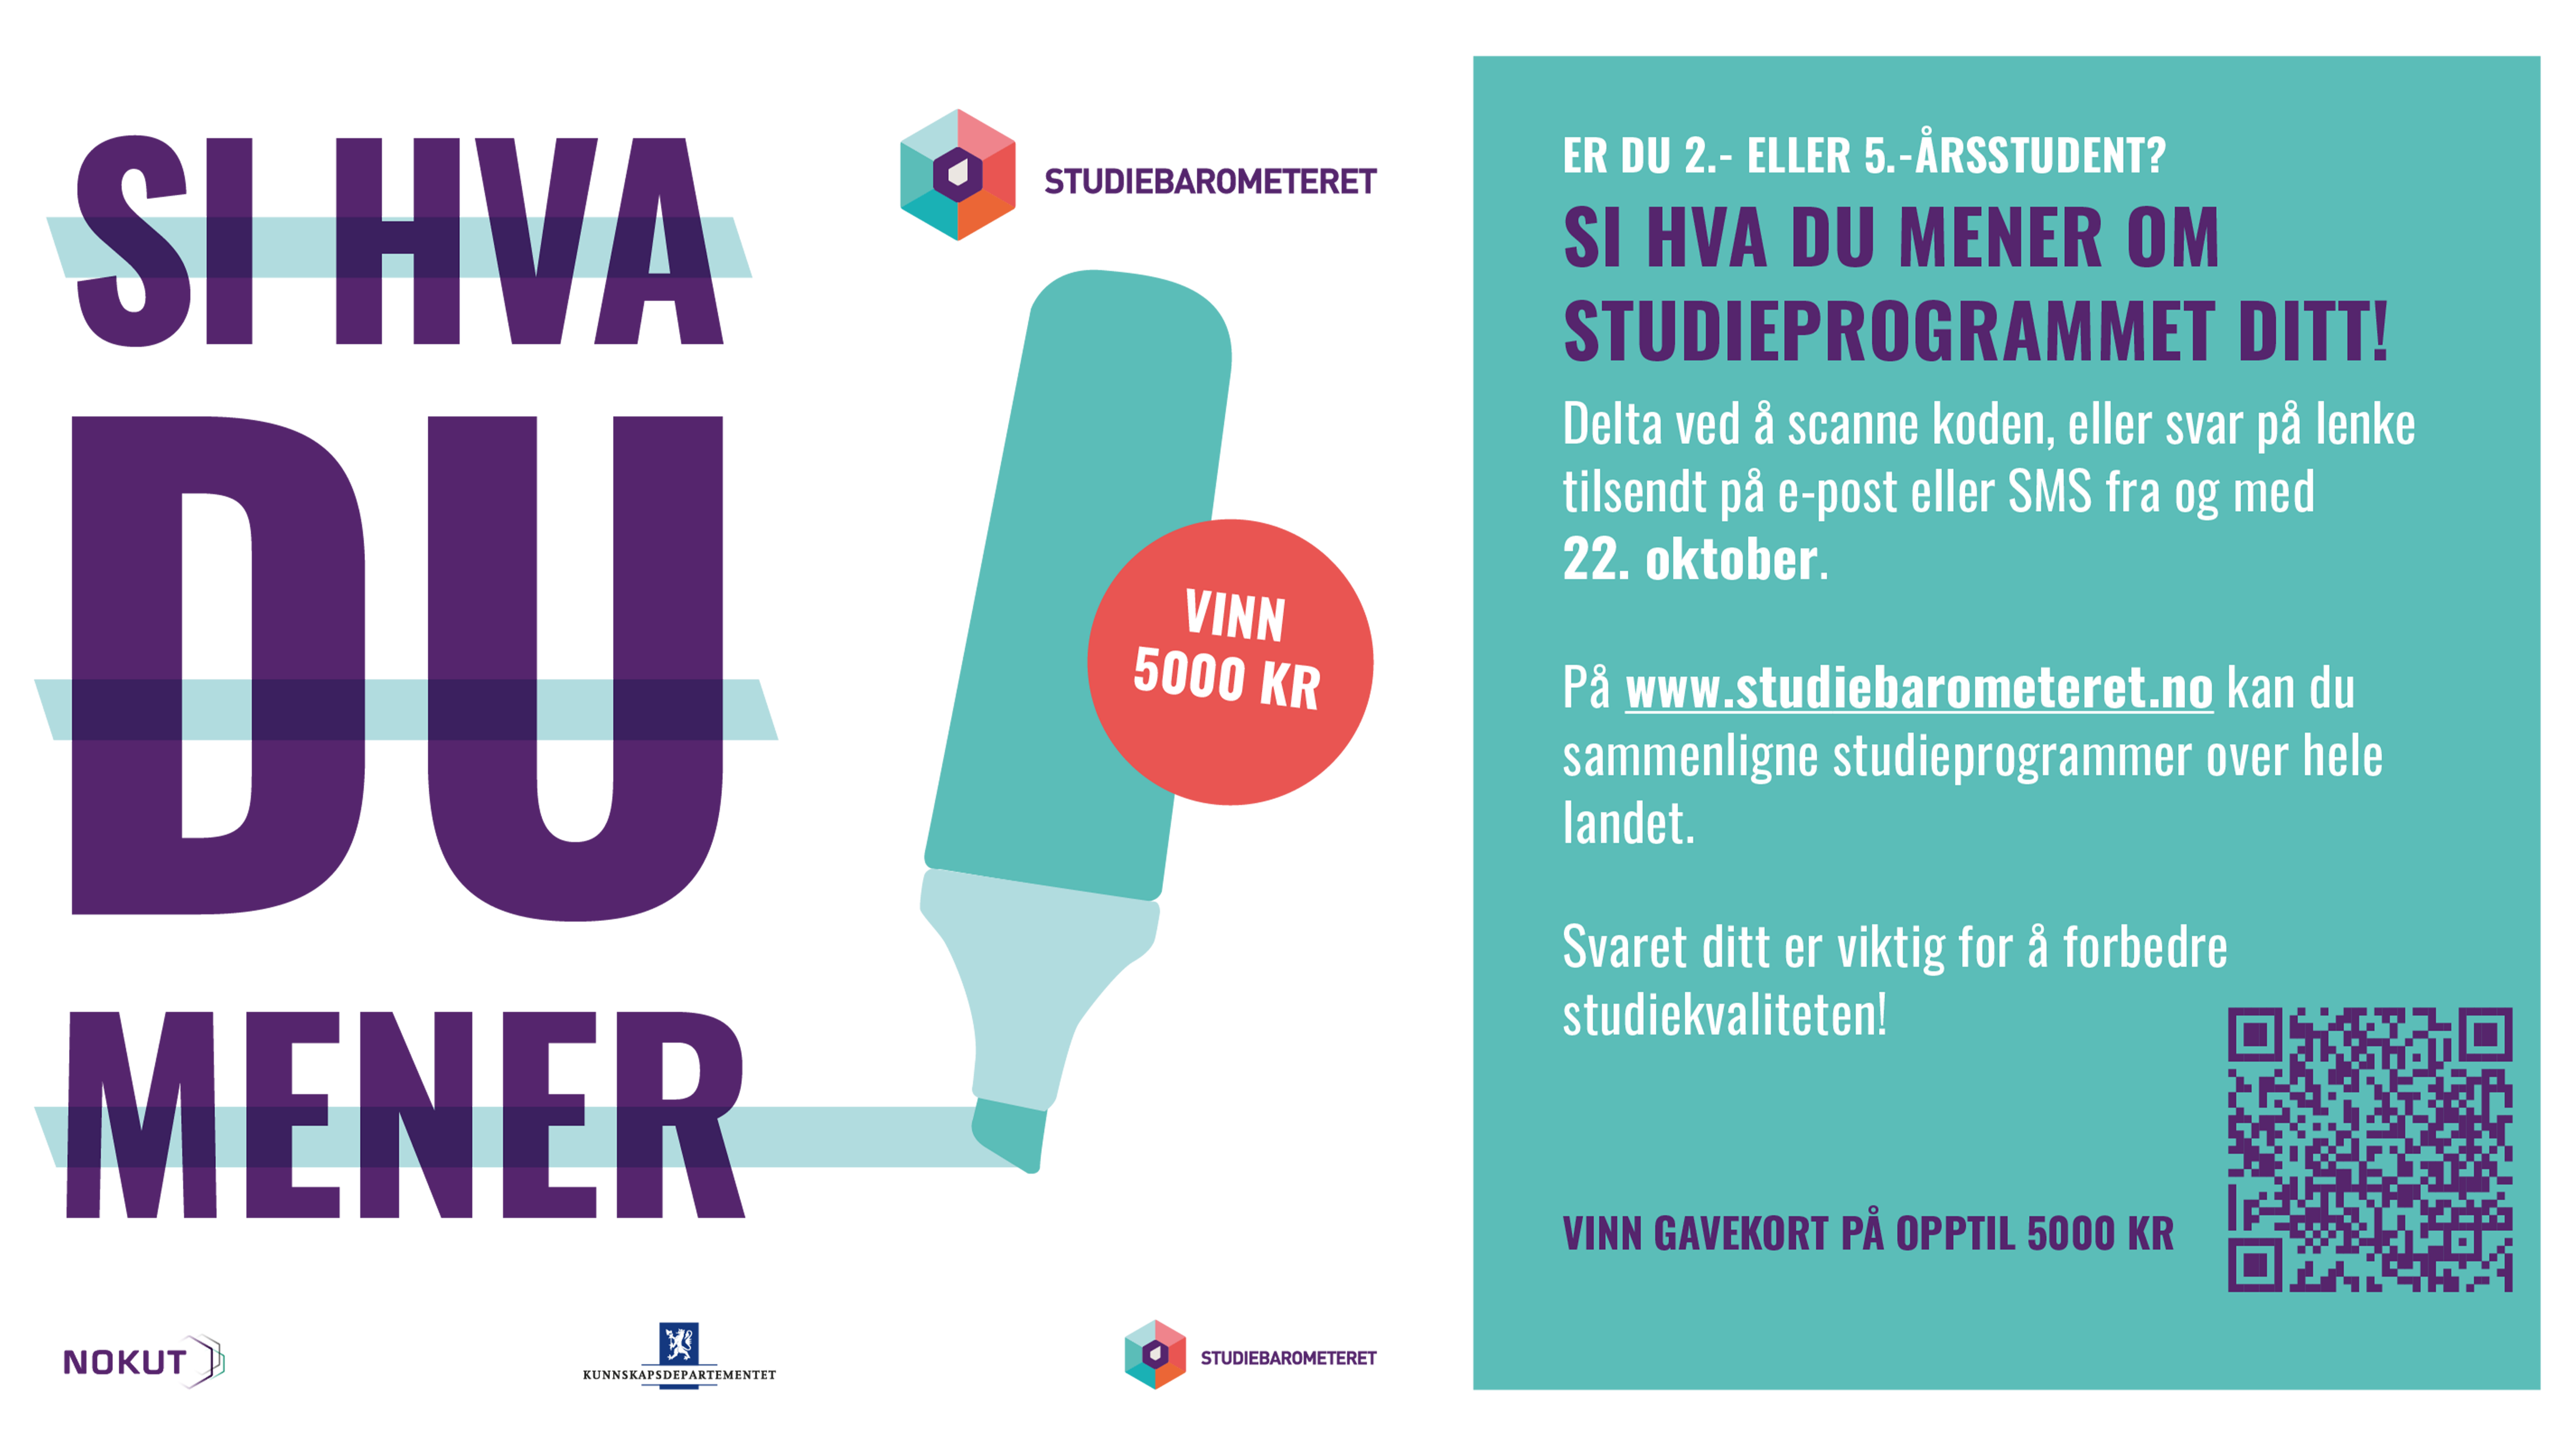 SI HVA
DU
MENER
STUDIEBAROMETERET
VINN
5000 KR
NOKUT
KUNNSKAPSDEPARTEMENTET
STUDIEBAROMETERET
ER DU 2.- ELLER 5.-ÅRSSTUDENT?
SI HVA DU MENER OM
STUDIEPROGRAMMET DITT!
Delta ved å scanne koden, eller svar på lenke
tilsendt på e-post eller SMS fra og med
22. oktober.
På www.studiebarometeret.no kan du
sammenligne studieprogrammer over hele
landet.
Svaret ditt er viktig for å forbedre
studiekvaliteten!
VINN GAVEKORT PÅ OPPTIL 5000 KR